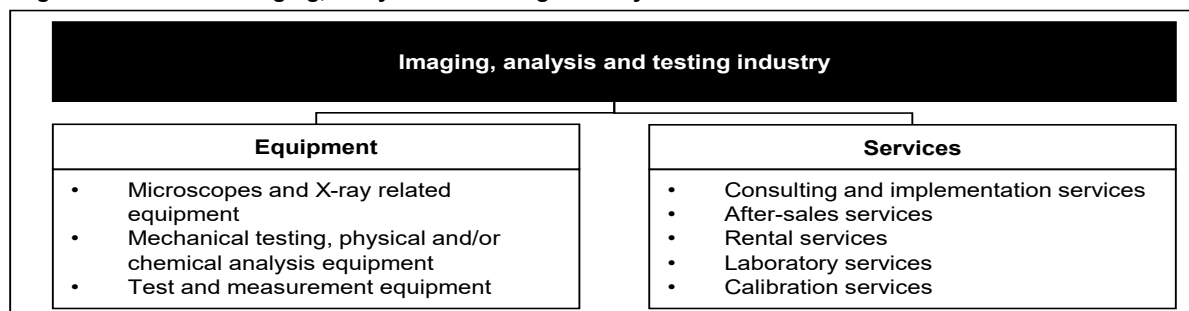 Imaging, analysis and testing industry
Equipment
• Microscopes and X-ray related
equipment
• Mechanical testing, physical and/or
chemical analysis equipment
• Test and measurement equipment
Services
• Consulting and implementation services
• After-sales services
• Rental services
• Laboratory services
• Calibration services